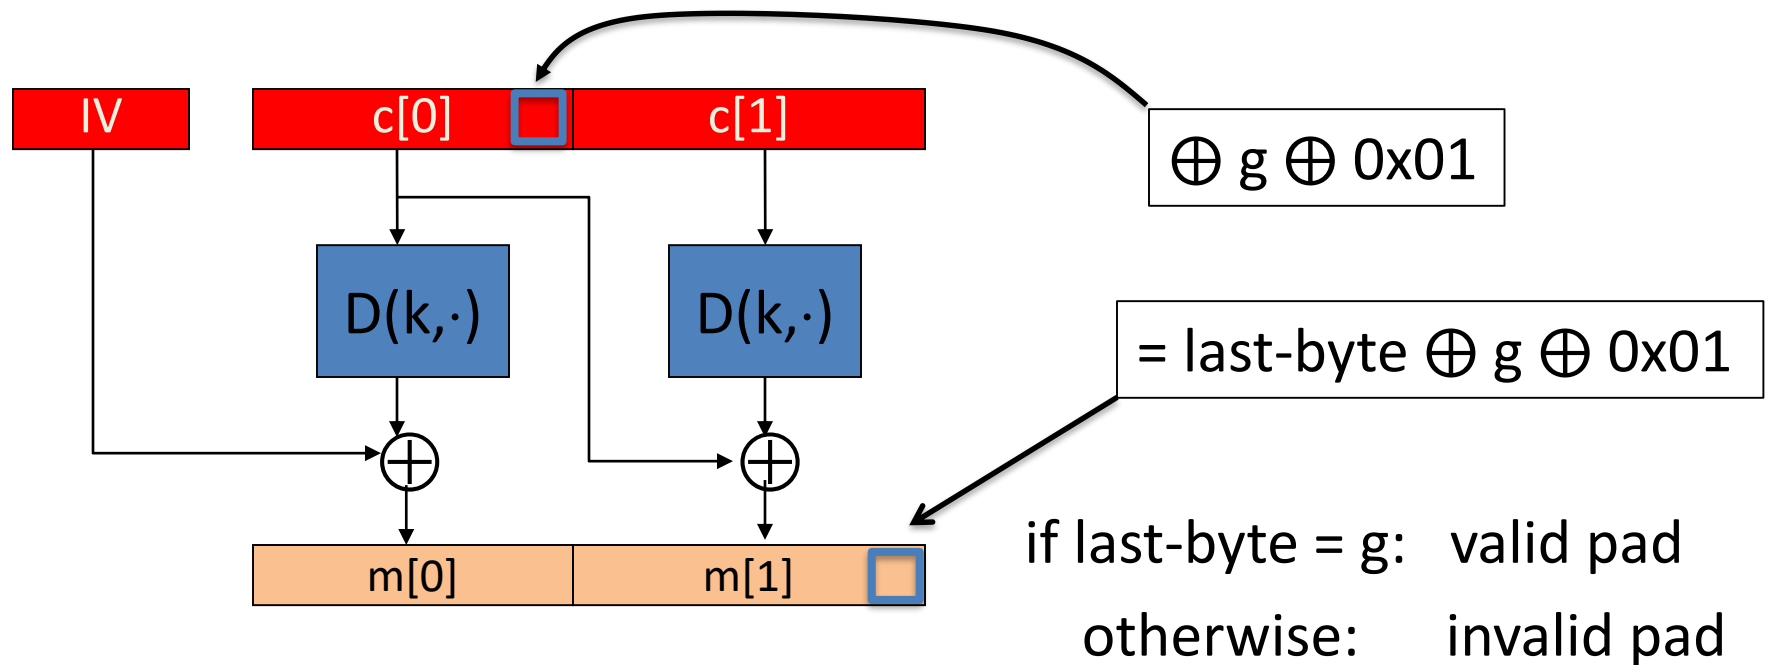 IV
c[0]
c[1]
⊕ g ⊕ 0x01
D(k,·)
D(k,·)
= last-byte ⊕ g ⊕ 0x01
if last-byte = g: valid pad
m[0]
m[1]
otherwise: invalid pad